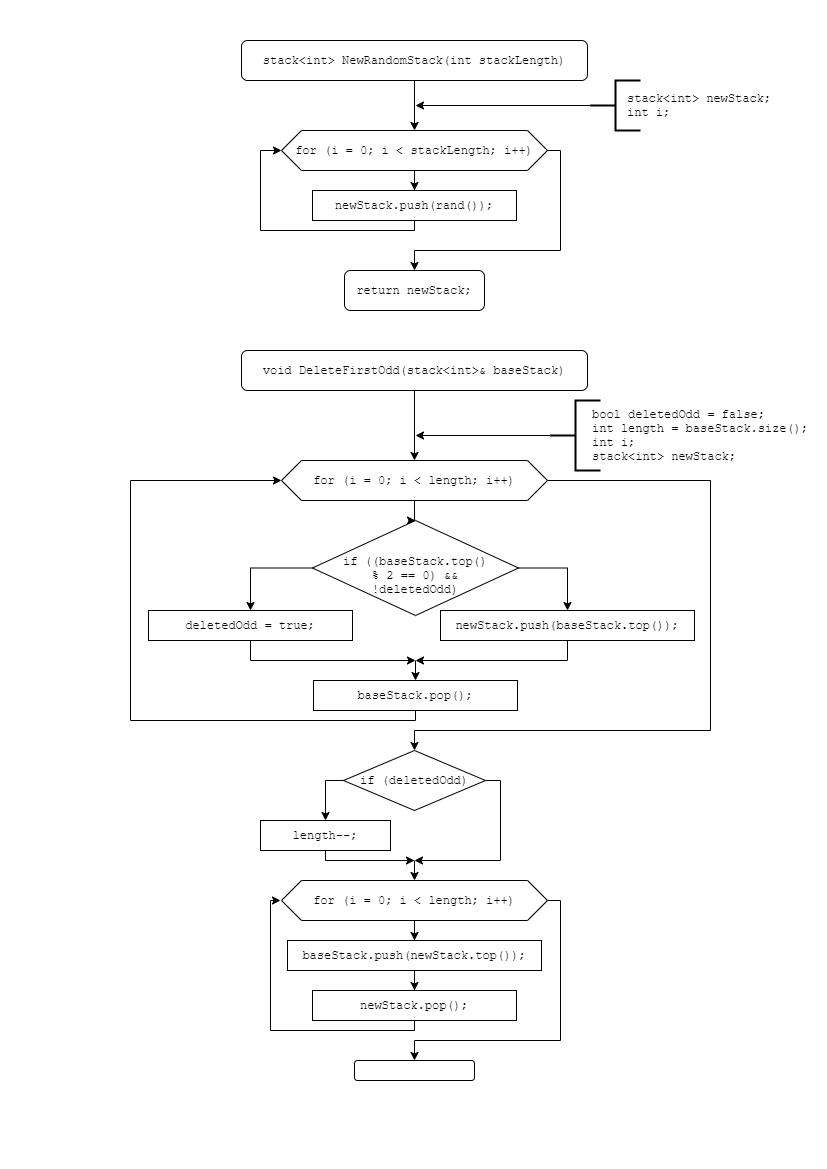 stack<int> NewRandomStack(int stackLength)
stack<int> newStack;
int i;
for (i = 0; i < stackLength; i++)
newStack.push(rand());
return newStack;
void DeleteFirstOdd(stack<int>& baseStack)
bool deletedOdd = false;
int length = baseStack.size();
int i;
stack<int> newStack;
for (i = 0; i < length; i++)
if ((baseStack.top()
% 2 == 0) &&
!deletedOdd)
deletedOdd = true;
newStack.push(baseStack.top());
baseStack.pop();
if (deletedOdd)
length--;
for (i = 0; i < length; i++)
baseStack.push(newStack.top());
newStack.pop();